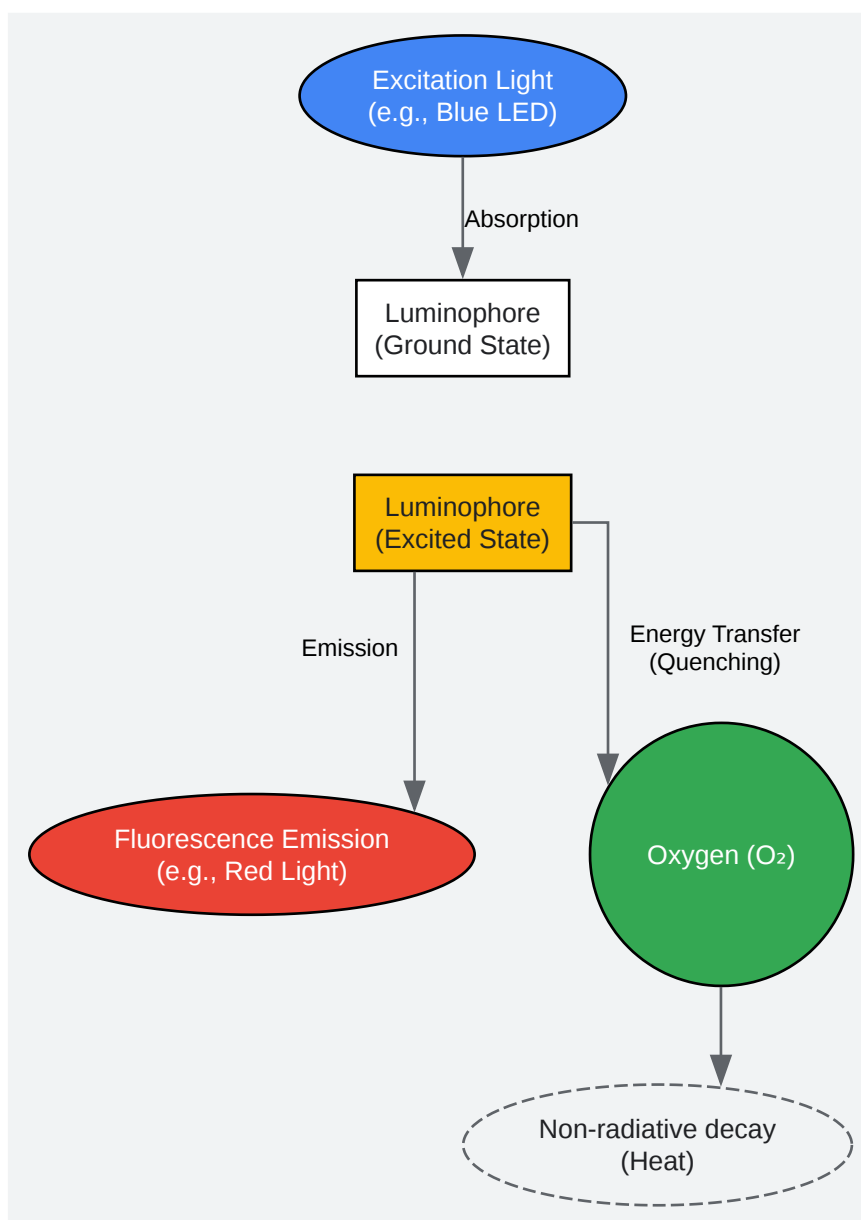 Excitation Light
(e.g., Blue LED)
Absorption
Luminophore
(Ground State)
Luminophore
(Excited State)
Emission
Energy Transfer
(Quenching)
Fluorescence Emission
(e.g., Red Light)
Oxygen (O₂)
Non-radiative decay
(Heat)